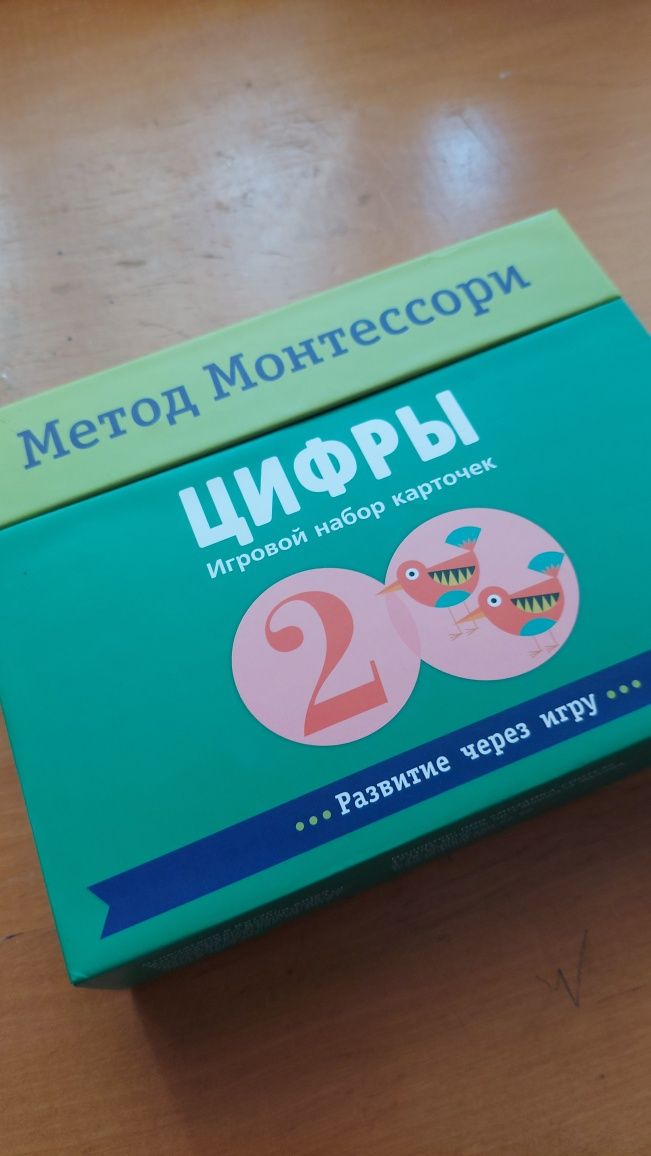 Метод Монтессори
ЦИФРЫ
Игровой набор карточек
2
Развитие через игру